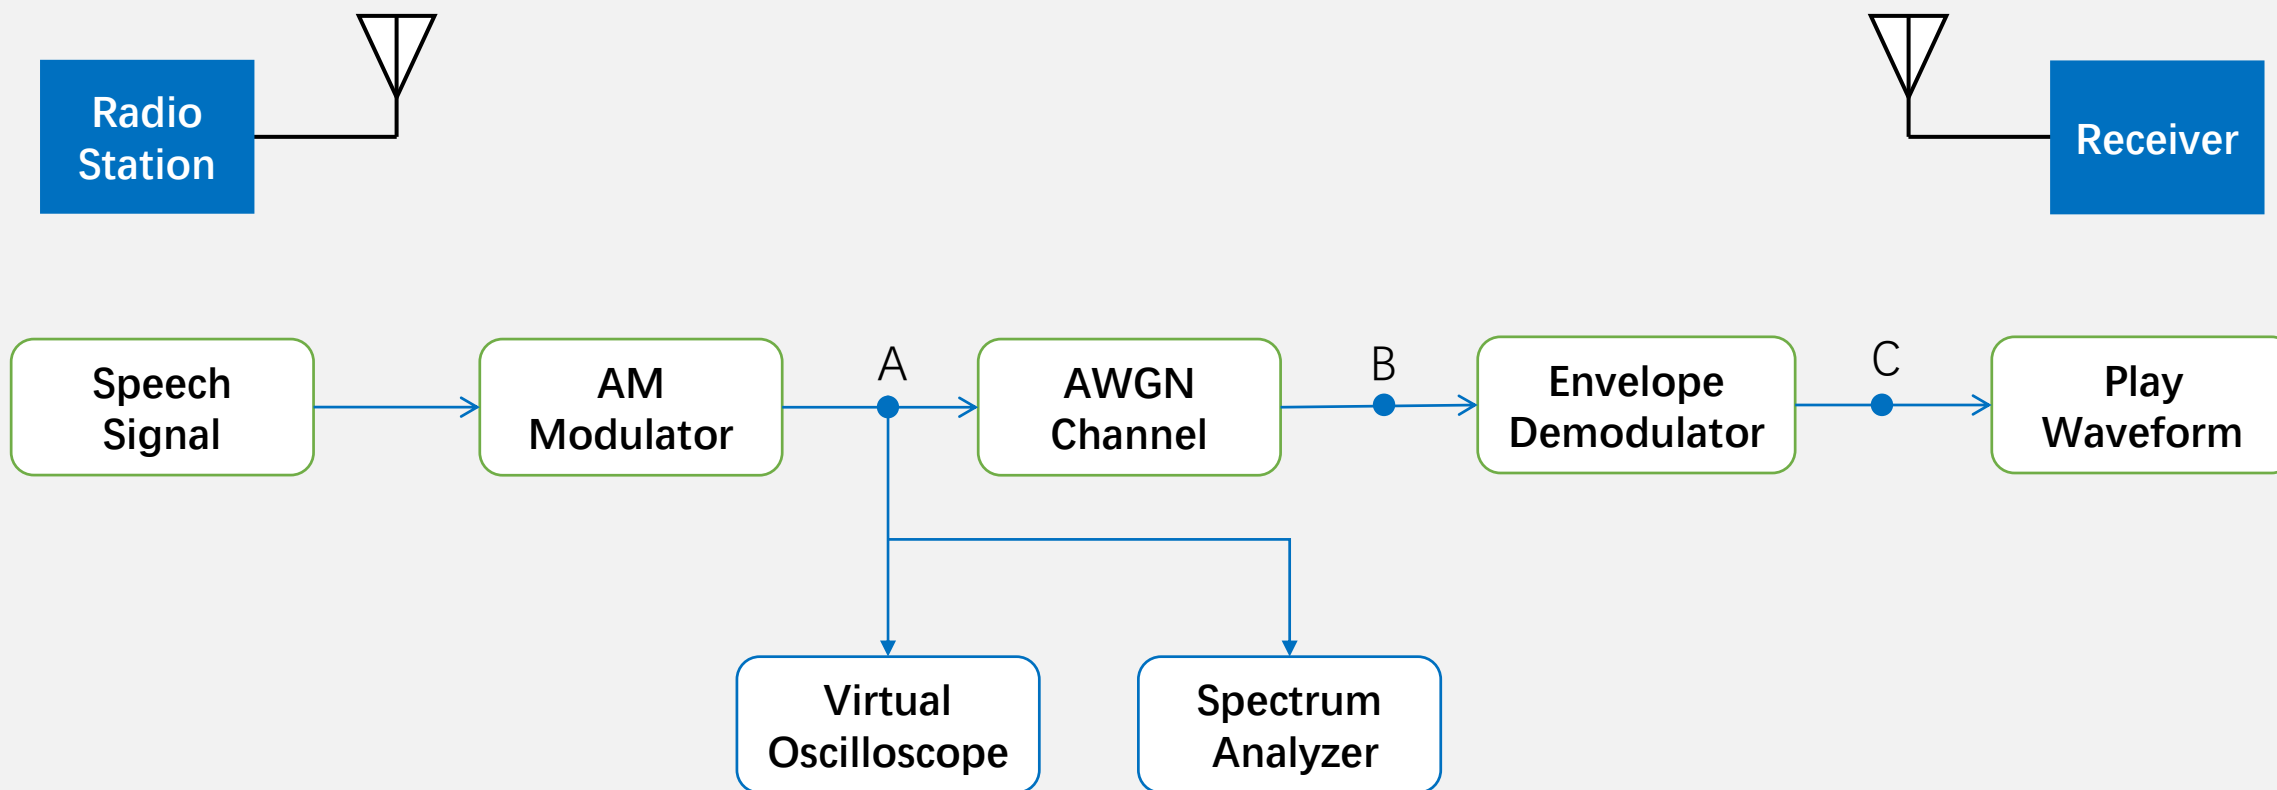 Radio
Station
Receiver
Speech
Signal
AM
Modulator
A
AWGN
Channel
B
Envelope
Demodulator
C
Play
Waveform
Virtual
Oscilloscope
Spectrum
Analyzer